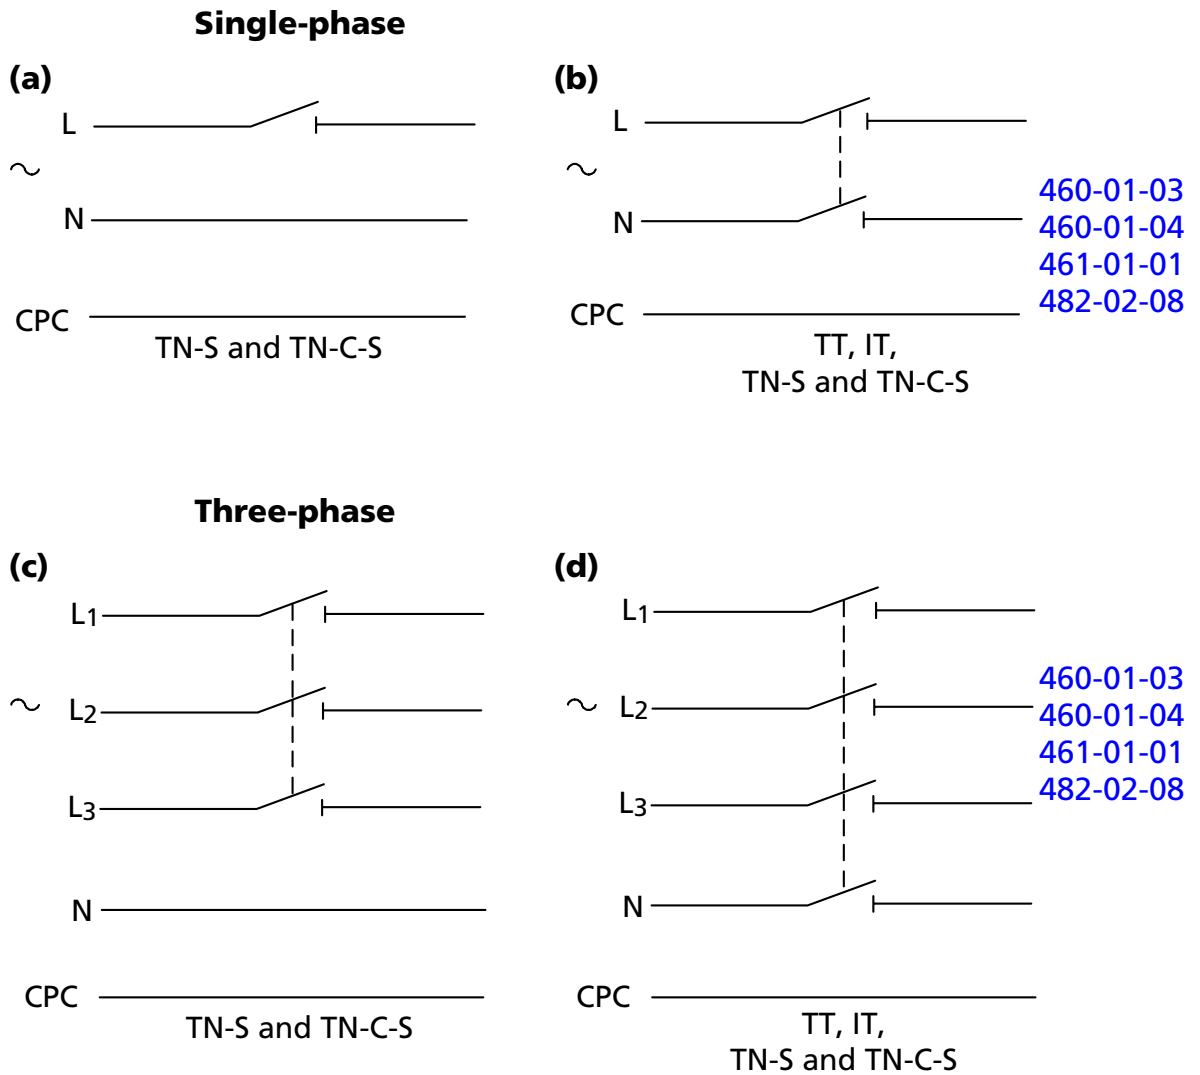 Single-phase
(a)
L
N
CPC
TN-S and TN-C-S
(b)
L
N
CPC
TT, IT,
TN-S and TN-C-S
460-01-03
460-01-04
461-01-01
482-02-08
Three-phase
(c)
L1
L2
L3
N
CPC
TN-S and TN-C-S
(d)
L1
L2
L3
N
CPC
TT, IT,
TN-S and TN-C-S
460-01-03
460-01-04
461-01-01
482-02-08